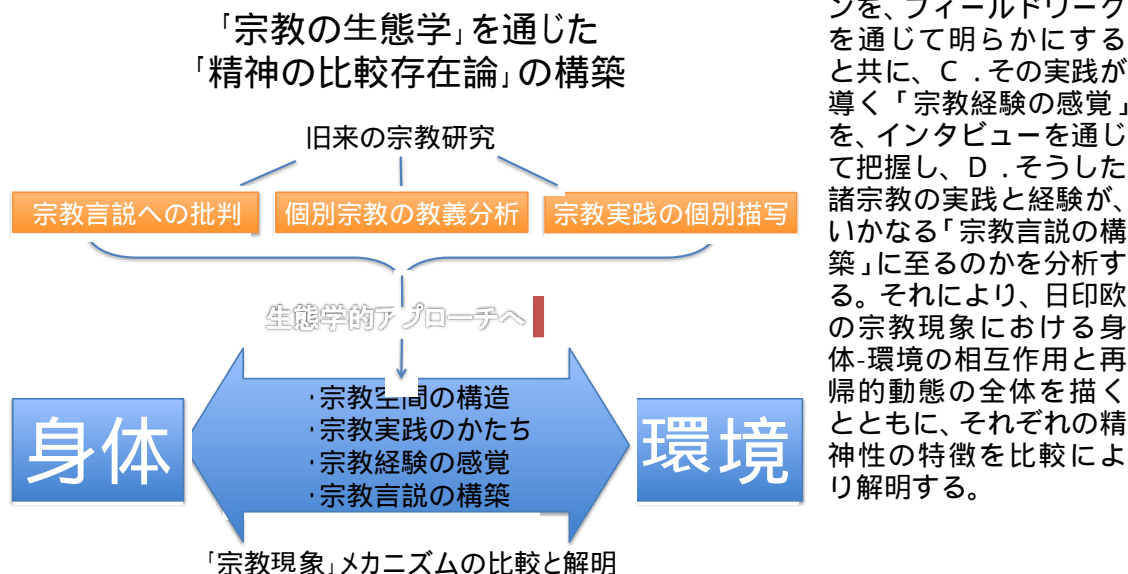 「宗教の生態学」を通じた
「精神の比較存在論」の構築
旧来の宗教研究
宗教言説への批判
個別宗教の教義分析
宗教実践の個別描写
生態学的アプローチへ
身体
・宗教空間の構造
・宗教実践のかたち
・宗教経験の感覚
・宗教言説の構築
環境
「宗教現象」メカニズムの比較と解明
ンを、フィールドワーク
を通じて明らかにする
と共に、C．その実践が
導く「宗教経験の感覚」
を、インタビューを通じ
て把握し、D．そうした
諸宗教の実践と経験が、
いかなる「宗教言説の構
築」に至るのかを分析す
る。それにより、日印欧
の宗教現象における身
体-環境の相互作用と再
帰的動態の全体を描く
とともに、それぞれの精
神性の特徴を比較によ
り解明する。